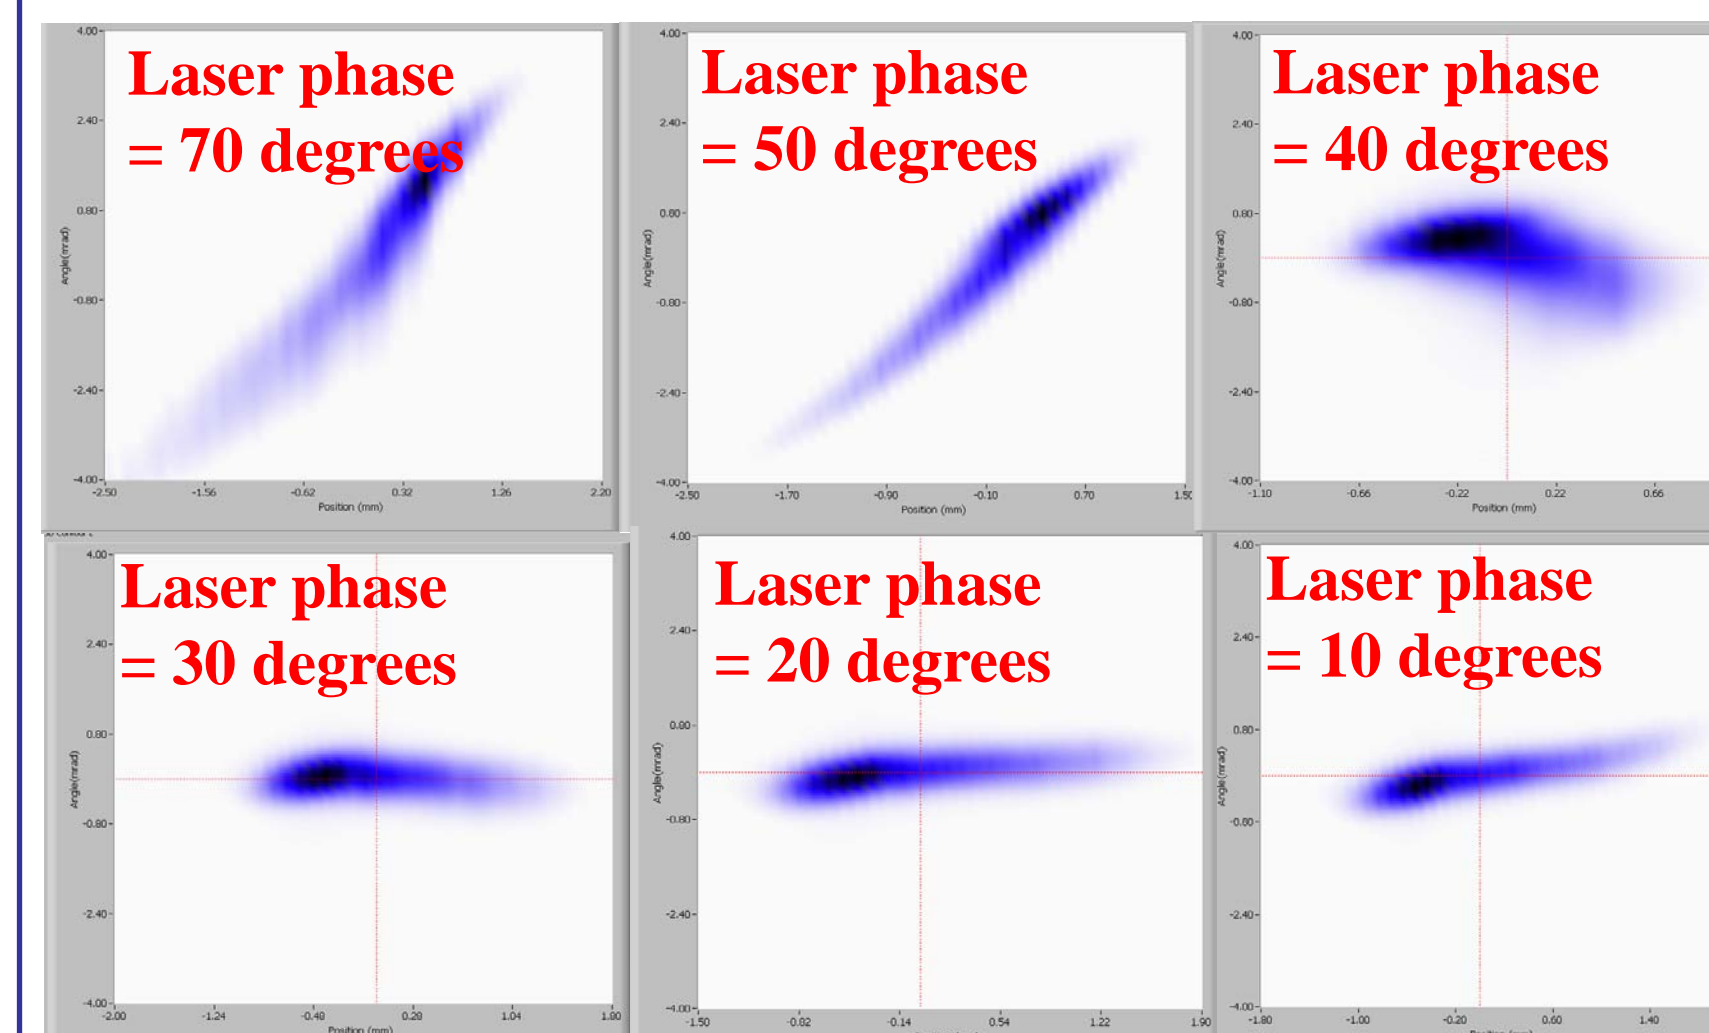 Laser phase
= 70 degrees
4.00
2.40
0.80
-0.80
-2.40
-4.00
Angle(mrad)
-2.50 -1.56 -0.62 0.32 1.26 2.20
Position (mm)
Laser phase
= 50 degrees
4.00
2.40
0.80
-0.80
-2.40
-4.00
Angle(mrad)
-2.50 -1.70 -0.90 -0.10 0.70 1.50
Position (mm)
Laser phase
= 40 degrees
4.00
2.40
0.80
-0.80
-2.40
-4.00
Angle(mrad)
-1.10 -0.66 -0.22 0.22 0.66
Position (mm)
Laser phase
= 30 degrees
4.00
2.40
0.80
-0.80
-2.40
-4.00
Angle(mrad)
-2.00 -1.24 -0.48 0.28 1.04 1.80
Position (mm)
Laser phase
= 20 degrees
4.00
2.40
0.80
-0.80
-2.40
-4.00
Angle(mrad)
-1.50 -0.82 -0.14 0.54 1.22 1.90
Laser phase
= 10 degrees
4.00
2.40
0.80
-0.80
-2.40
-4.00
Angle(mrad)
-1.80 -1.00 -0.20 0.60 1.40
Position (mm)